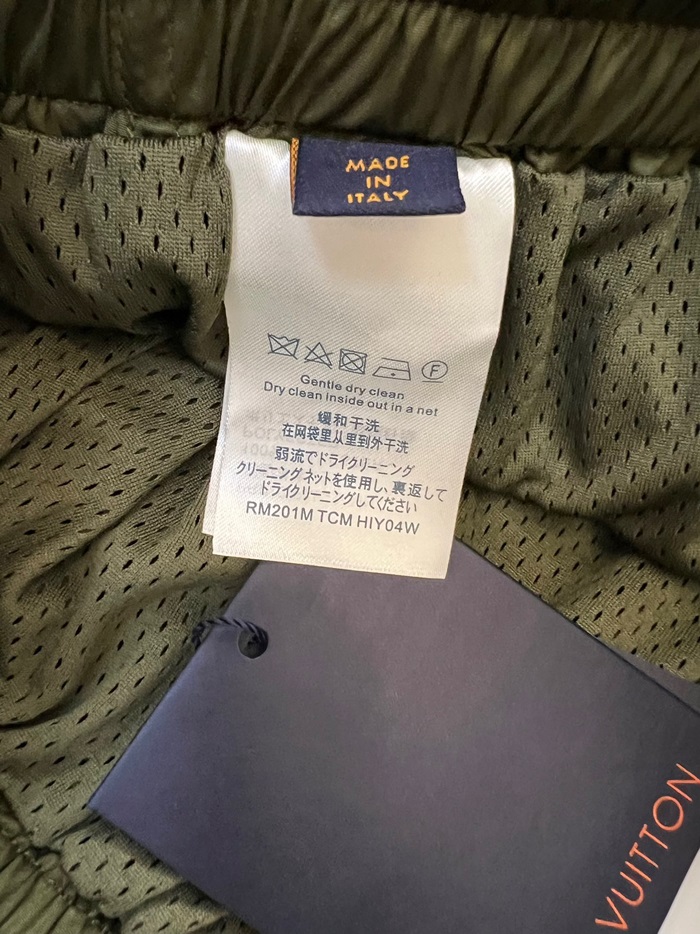 MADE
IN
ITALY
F
Gentle dry clean
Dry clean inside out in a net
缓和干洗
在网袋里从里到外干洗
弱流でドライクリーニング
クリーニングネットを使用し、裏返して
ドライクリーニングしてください
RM201M TCM HIY04W
VUITTON